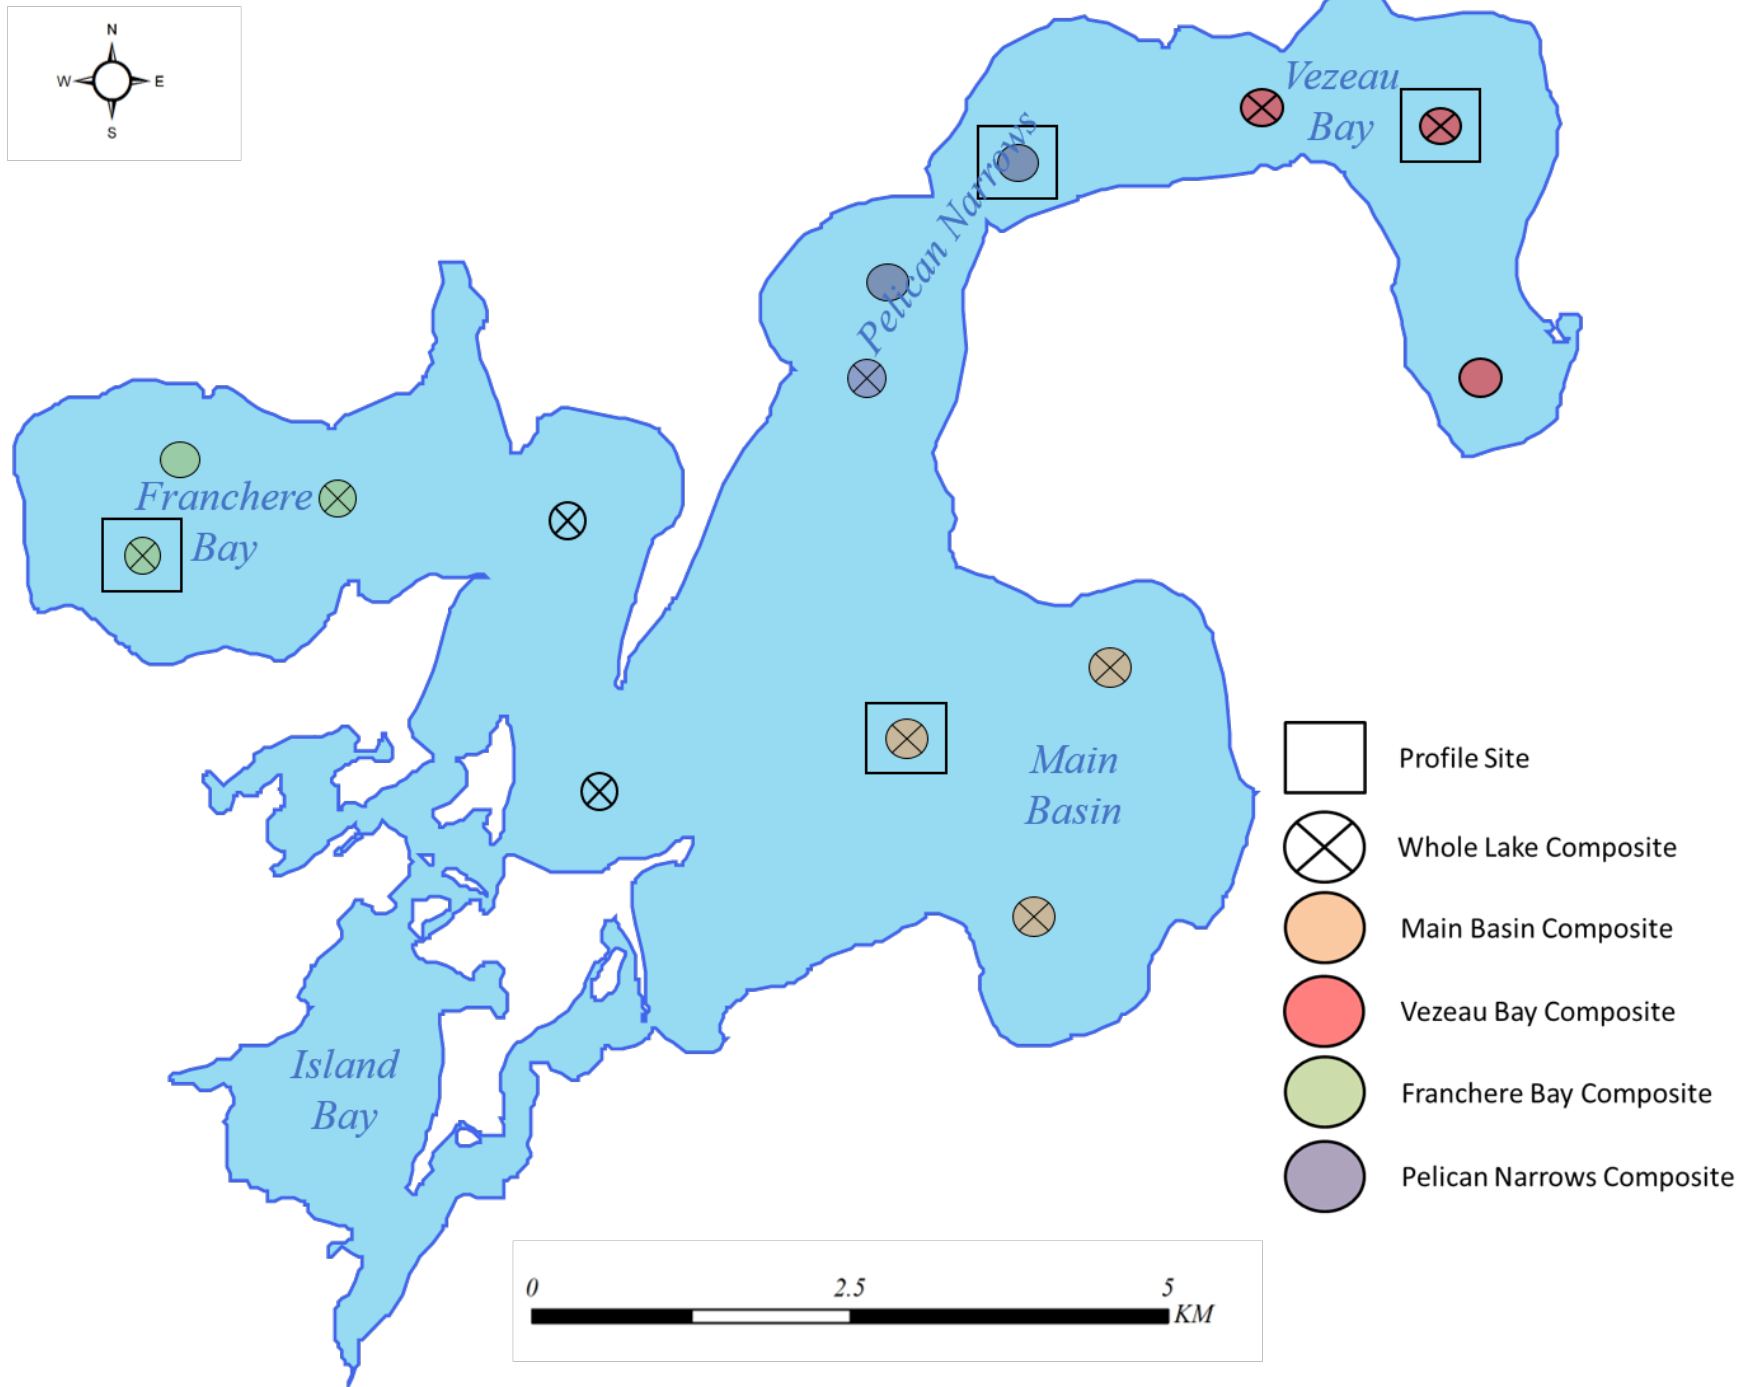 N
W E
S
Vezeau
Bay
Pelican Narrows
Franchere
Bay
Main
Basin
Island
Bay
Profile Site
Whole Lake Composite
Main Basin Composite
Vezeau Bay Composite
Franchere Bay Composite
Pelican Narrows Composite
0 2.5 5
KM